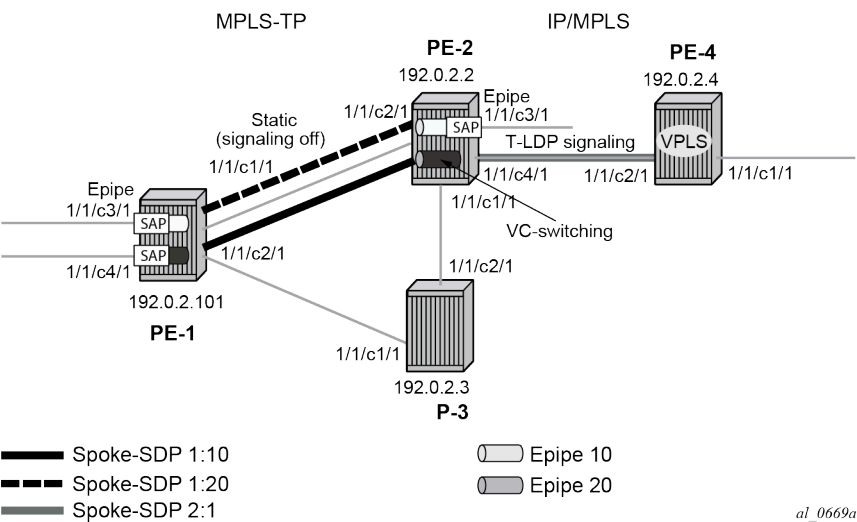 MPLS-TP
IP/MPLS
PE-2
192.0.2.2
PE-4
192.0.2.4
1/1/c2/1
Epipe
1/1/c3/1
SAP
Static
(signaling off)
T-LDP signaling
VPLS
1/1/c1/1
1/1/c4/1
1/1/c2/1
1/1/c1/1
Epipe
1/1/c3/1
SAP
1/1/c1/1
VC-switching
SAP
1/1/c4/1
1/1/c2/1
1/1/c2/1
192.0.2.101
PE-1
1/1/c1/1
192.0.2.3
P-3
Spoke-SDP 1:10
Spoke-SDP 1:20
Spoke-SDP 2:1
Epipe 10
Epipe 20
al_0669a